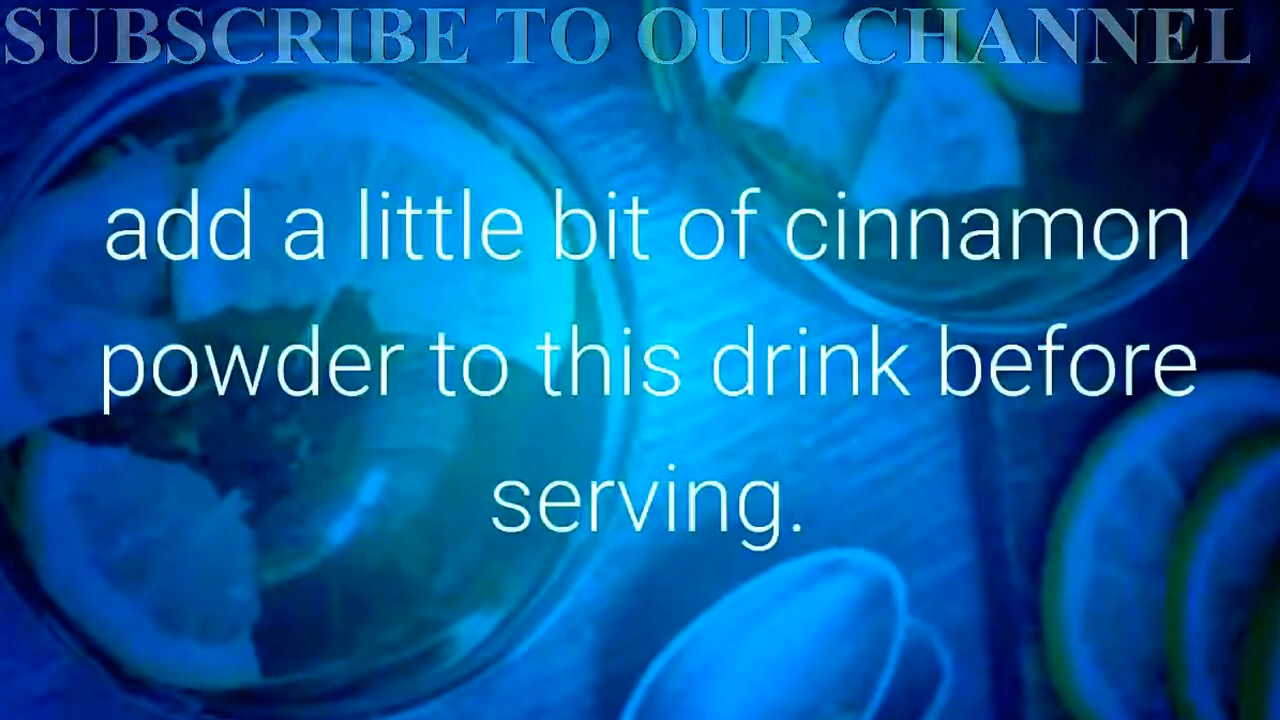 SUBSCRIBE TO OUR CHANNEL
add a little bit of cinnamon
powder to this drink before
serving.